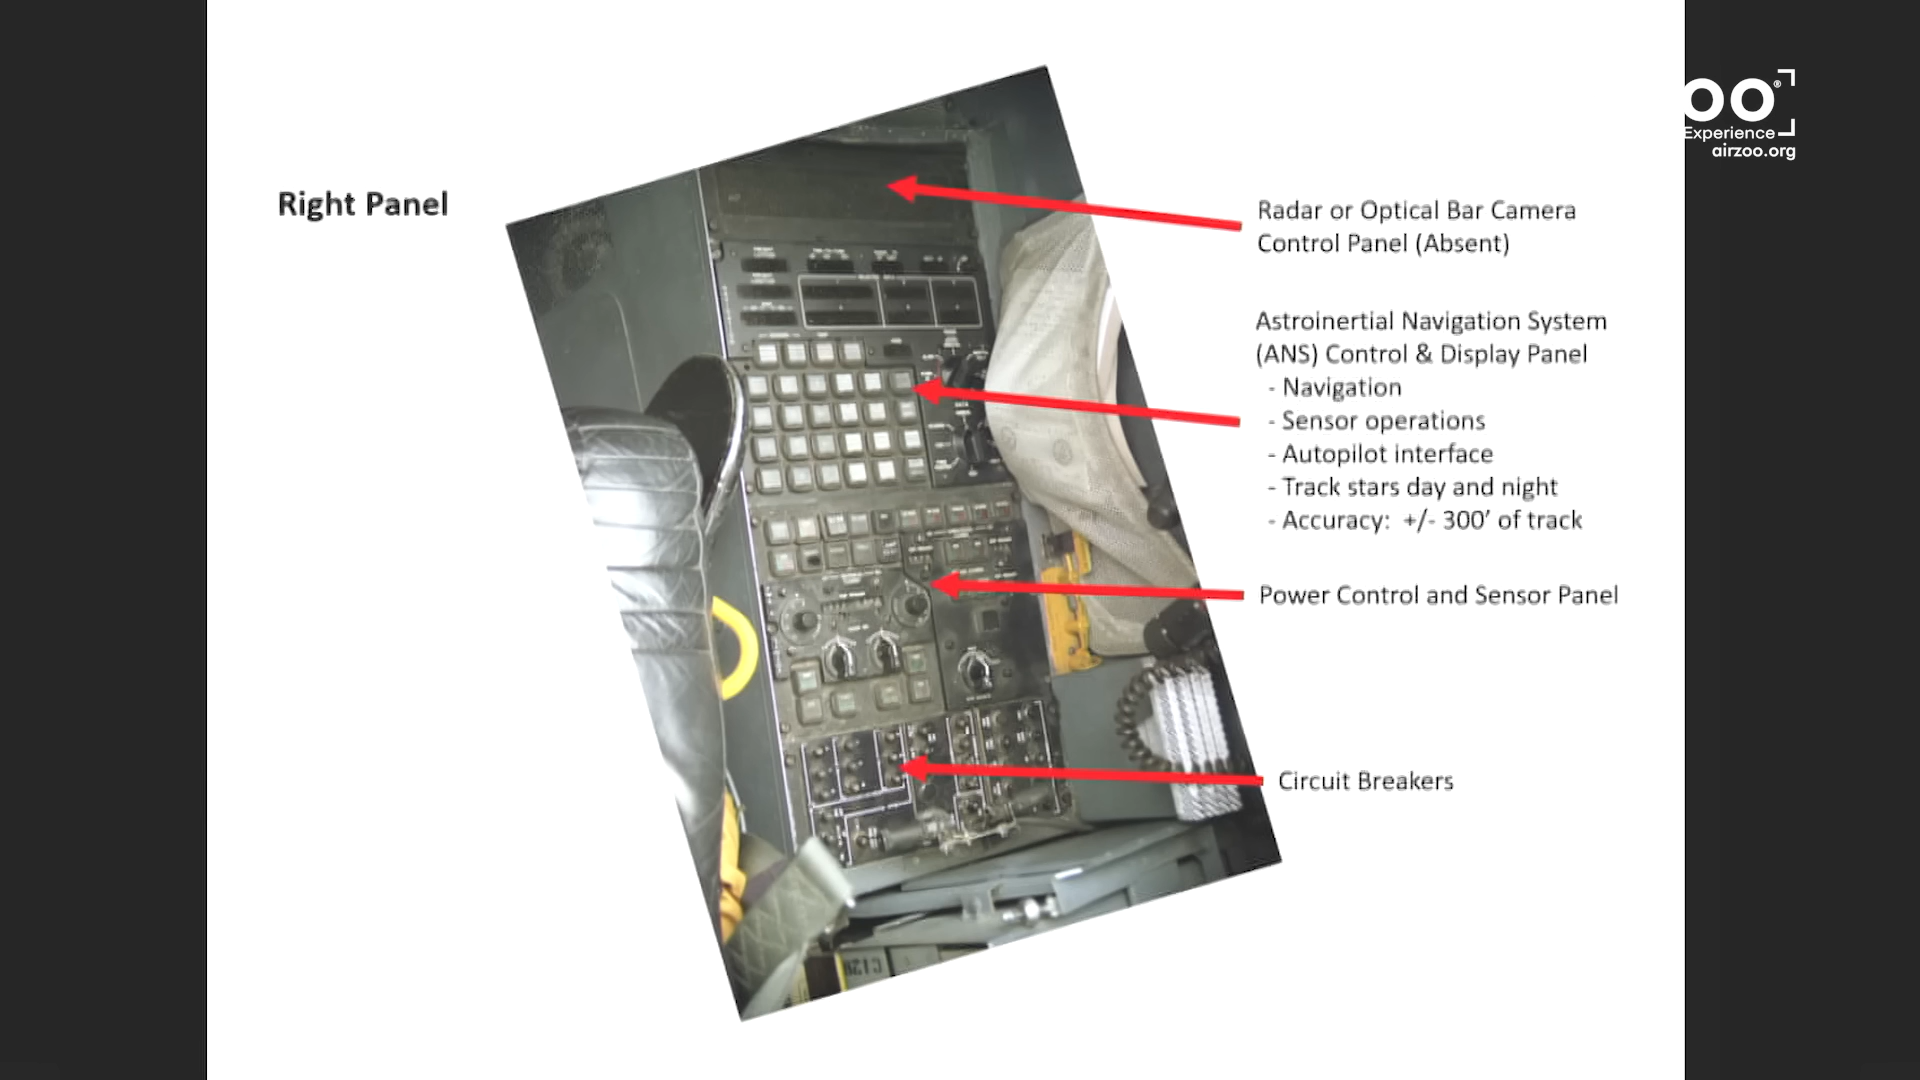 OO®
Experience
airzoo.org
Right Panel
Radar or Optical Bar Camera
Control Panel (Absent)
Astroinertial Navigation System
(ANS) Control & Display Panel
- Navigation
- Sensor operations
- Autopilot interface
- Track stars day and night
- Accuracy: +/- 300’ of track
Power Control and Sensor Panel
Circuit Breakers